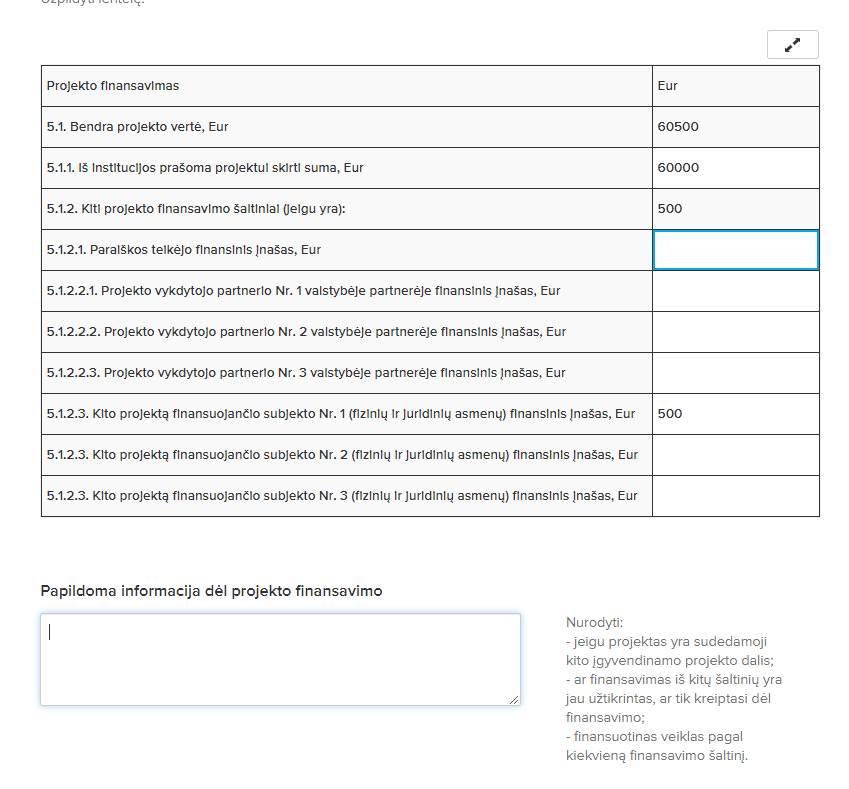 Užpildyti lentelę.
Projekto finansavimas Eur
5.1. Bendra projekto vertė, Eur 60500
5.1.1. Iš institucijos prašoma projektui skirti suma, Eur 60000
5.1.2. Kiti projekto finansavimo šaltiniai (jeigu yra): 500
5.1.2.1. Paraiškos teikėjo finansinis įnašas, Eur
5.1.2.2.1. Projekto vykdytojo partnerio Nr. 1 valstybėje partnerėje finansinis įnašas, Eur
5.1.2.2.2. Projekto vykdytojo partnerio Nr. 2 valstybėje partnerėje finansinis įnašas, Eur
5.1.2.2.3. Projekto vykdytojo partnerio Nr. 3 valstybėje partnerėje finansinis įnašas, Eur
5.1.2.3. Kito projektą finansuojančio subjekto Nr. 1 (fizinių ir juridinių asmenų) finansinis įnašas, Eur 500
5.1.2.3. Kito projektą finansuojančio subjekto Nr. 2 (fizinių ir juridinių asmenų) finansinis įnašas, Eur
5.1.2.3. Kito projektą finansuojančio subjekto Nr. 3 (fizinių ir juridinių asmenų) finansinis įnašas, Eur
Papildoma informacija dėl projekto finansavimo
Nurodyti:
- jeigu projektas yra sudedamoji
kito įgyvendinamo projekto dalis;
- ar finansavimas iš kitų šaltinių yra
jau užtikrintas, ar tik kreiptasi dėl
finansavimo;
- finansuotinas veiklas pagal
kiekvieną finansavimo šaltinį.